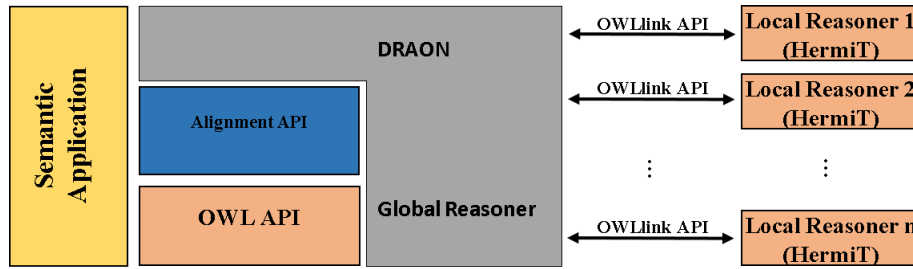 Semantic
Application
DRAON
Alignment API
OWL API
Global Reasoner
OWLlink API
Local Reasoner 1
(HermiT)
OWLlink API
Local Reasoner 2
(HermiT)
⋮ ⋮
OWLlink API
Local Reasoner n
(HermiT)